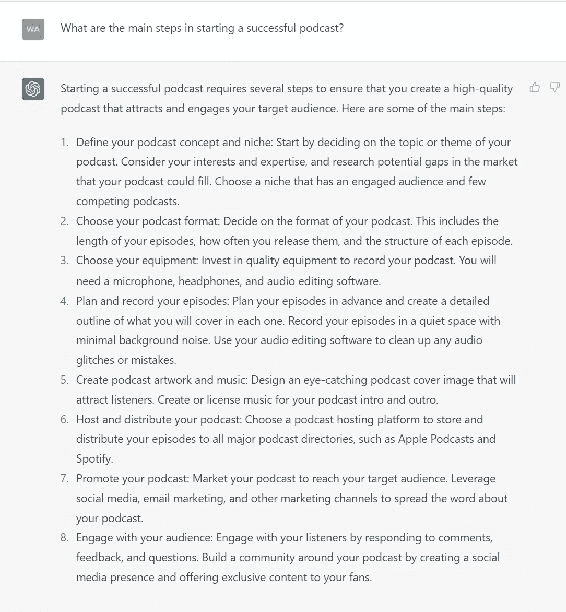 WA
What are the main steps in starting a successful podcast?
Starting a successful podcast requires several steps to ensure that you create a high-quality
podcast that attracts and engages your target audience. Here are some of the main steps:
1. Define your podcast concept and niche: Start by deciding on the topic or theme of your
podcast. Consider your interests and expertise, and research potential gaps in the market
that your podcast could fill. Choose a niche that has an engaged audience and few
competing podcasts.
2. Choose your podcast format: Decide on the format of your podcast. This includes the
length of your episodes, how often you release them, and the structure of each episode.
3. Choose your equipment: Invest in quality equipment to record your podcast. You will
need a microphone, headphones, and audio editing software.
4. Plan and record your episodes: Plan your episodes in advance and create a detailed
outline of what you will cover in each one. Record your episodes in a quiet space with
minimal background noise. Use your audio editing software to clean up any audio
glitches or mistakes.
5. Create podcast artwork and music: Design an eye-catching podcast cover image that will
attract listeners. Create or license music for your podcast intro and outro.
6. Host and distribute your podcast: Choose a podcast hosting platform to store and
distribute your episodes to all major podcast directories, such as Apple Podcasts and
Spotify.
7. Promote your podcast: Market your podcast to reach your target audience. Leverage
social media, email marketing, and other marketing channels to spread the word about
your podcast.
8. Engage with your audience: Engage with your listeners by responding to comments,
feedback, and questions. Build a community around your podcast by creating a social
media presence and offering exclusive content to your fans.